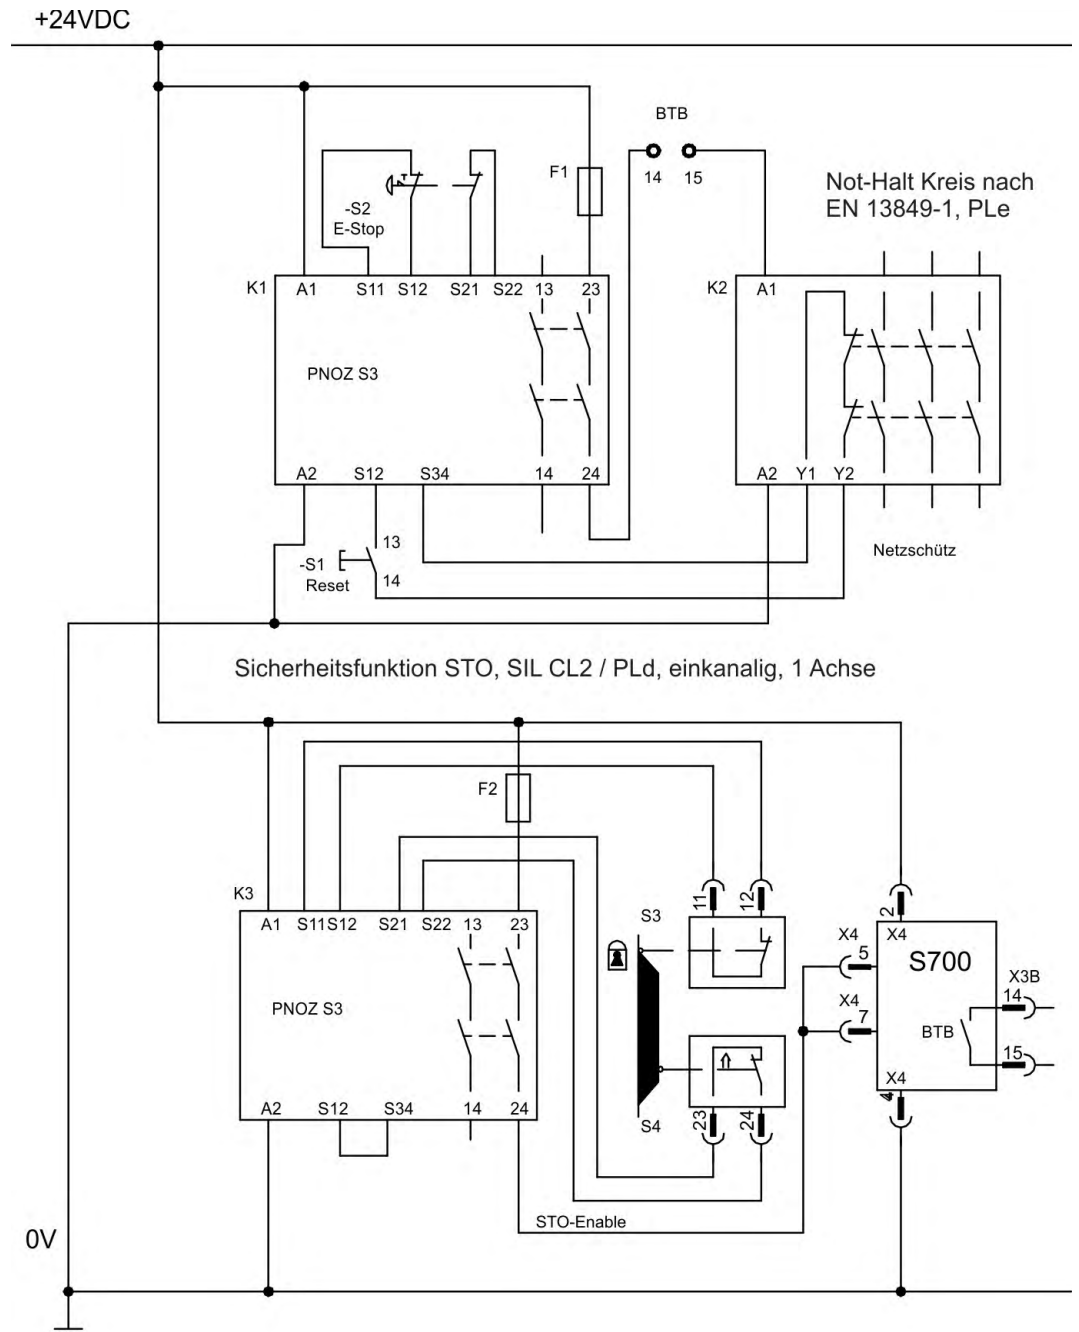 +24VDC
BTB
F1
14 15
Not-Halt Kreis nach
EN 13849-1, PLe
-S2
E-Stop
K1
A1 S11 S12 S21 S22 13 23
K2
A1
PNOZ S3
A2 S12 S34 14 24
A2 Y1 Y2
13
-S1
14
Reset
Netzschütz
Sicherheitsfunktion STO, SIL CL2 / PLd, einkanalig, 1 Achse
F2
K3
A1 S11 S12 S21 S22 13 23
11 12
S3
2
X4
X4
5
S700
X3B
14
PNOZ S3
X4
7
BTB
15
X4
4
A2 S12 S34 14 24
S4
23 24
STO-Enable
0V